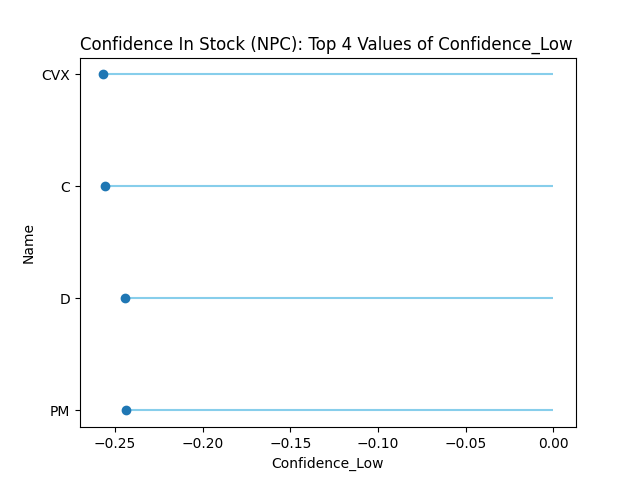 Confidence In Stock (NPC): Top 4 Values of Confidence_Low
CVX
C
D
PM
Name
−0.25
−0.20
−0.15
−0.10
−0.05
0.00
Confidence_Low